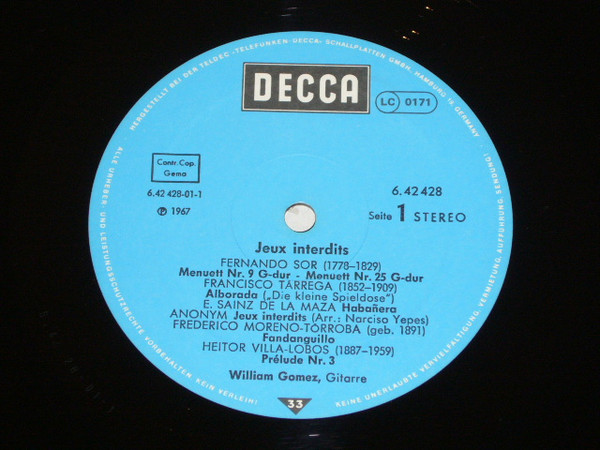 HERGESTELLT BEI DER TELDEC »TELEFUNKEN-DECCA« SCHALLPLATTEN GMBH, HAMBURG 19, GERMANY
DECCA
LC 0171
Contr. Cop.
Gema
6.42 428-01-1
℗ 1967
6.42 428
Seite 1 STEREO
Jeux interdits
FERNANDO SOR (1778–1829)
Menuett Nr. 9 G-dur - Menuett Nr. 25 G-dur
FRANCISCO TÁRREGA (1852–1909)
Alborada („Die kleine Spieldose")
E. SAINZ DE LA MAZA Habañera
ANONYM Jeux interdits (Arr.: Narciso Yepes)
FREDERICO MORENO-TÓRROBA (geb. 1891)
Fandanguillo
HEITOR VILLA-LOBOS (1887–1959)
Prélude Nr. 3
William Gomez, Gitarre
33
ALLE URHEBER- UND LEISTUNGSSCHUTZRECHTE VORBEHALTEN. KEIN VERLEIH!
KEINE UNERLAUBTE VERVIELFÄLTIGUNG, VERMIETUNG, AUFFÜHRUNG, SENDUNG!